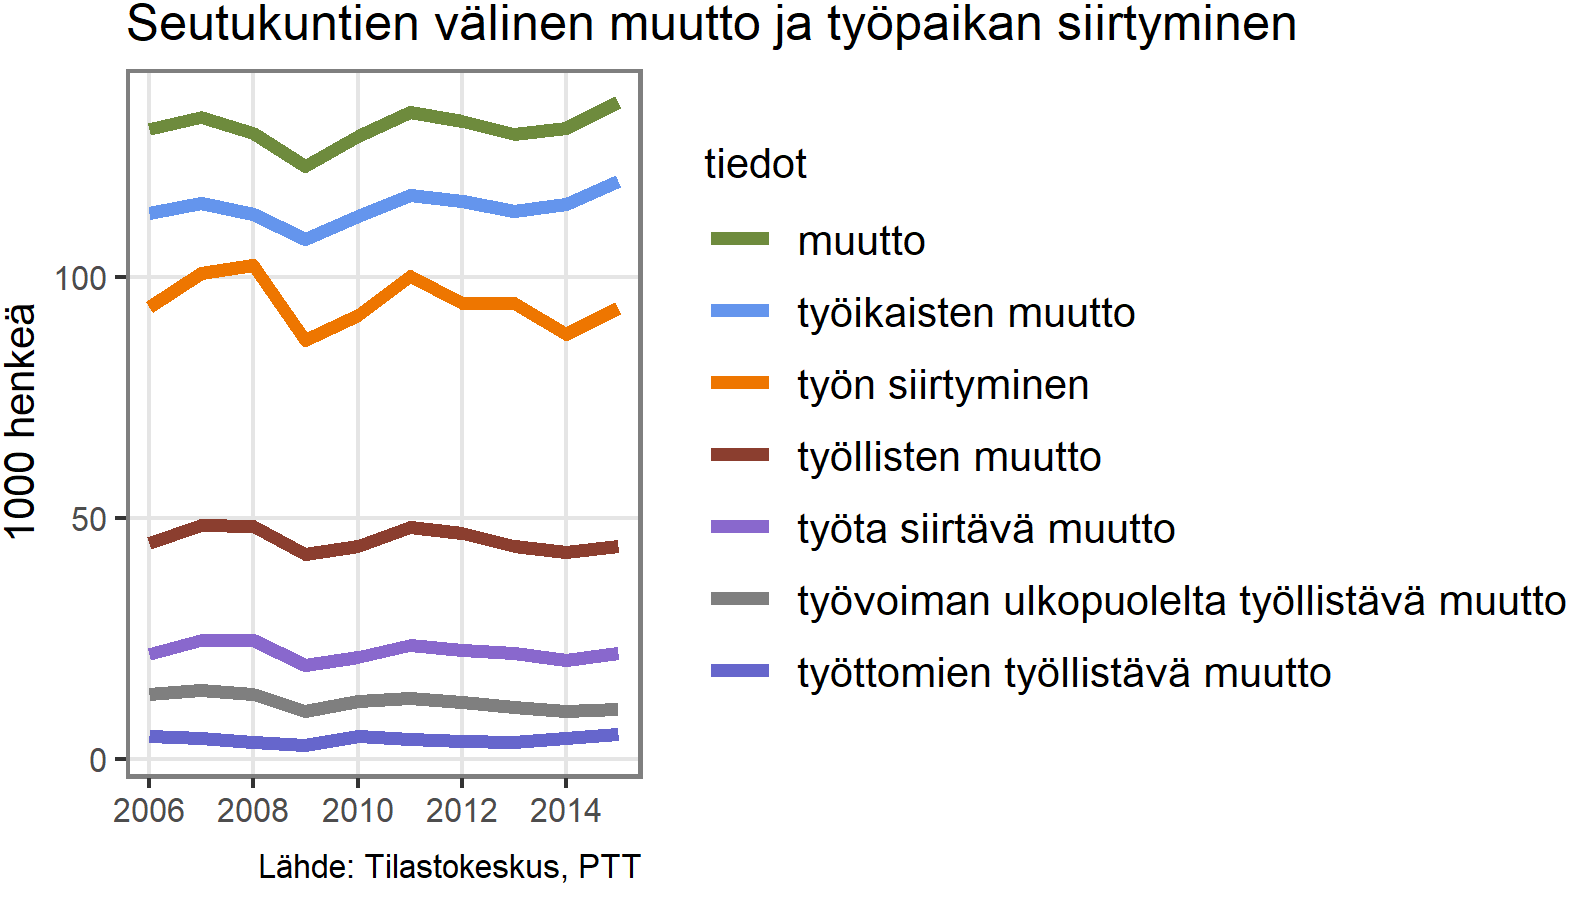 Seutukuntien välinen muutto ja työpaikan siirtyminen
1000 henkeä
100
50
0
2006 2008 2010 2012 2014
tiedot
muutto
työikaisten muutto
työn siirtyminen
työllisten muutto
työta siirtävä muutto
työvoiman ulkopuolelta työllistävä muutto
työttomien työllistävä muutto
Lähde: Tilastokeskus, PTT